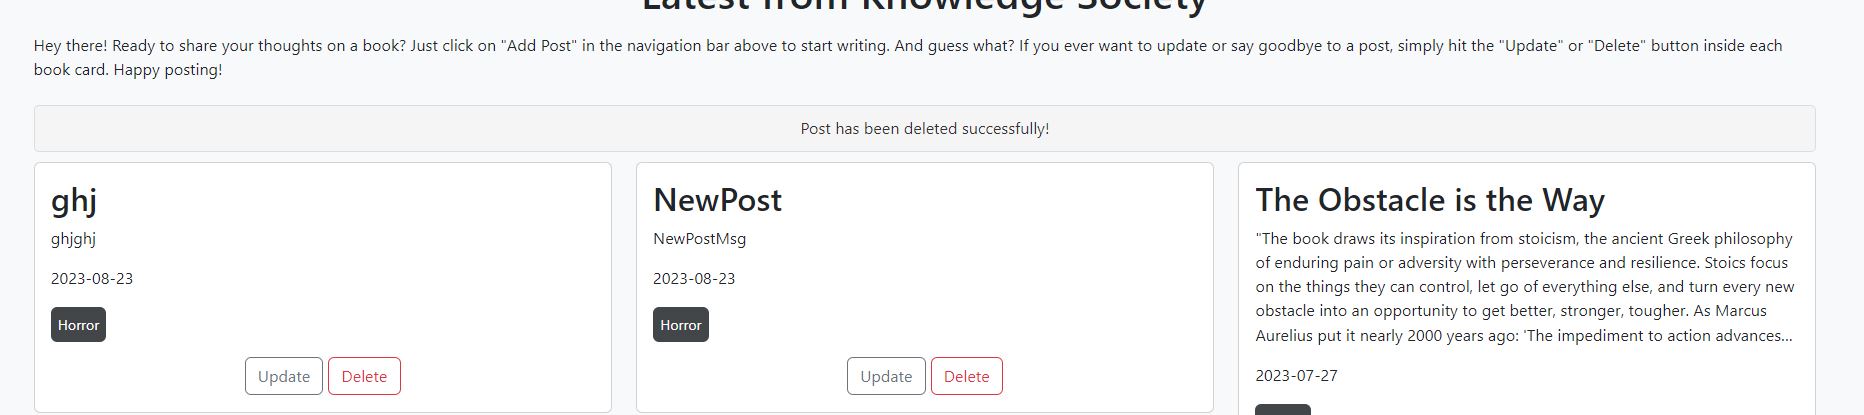 Latest from Knowledge Society
Hey there! Ready to share your thoughts on a book? Just click on "Add Post" in the navigation bar above to start writing. And guess what? If you ever want to update or say goodbye to a post, simply hit the "Update" or "Delete" button inside each
book card. Happy posting!
Post has been deleted successfully!
ghj
ghjghj
2023-08-23
Horror
Update Delete
NewPost
NewPostMsg
2023-08-23
Horror
Update Delete
The Obstacle is the Way
"The book draws its inspiration from stoicism, the ancient Greek philosophy
of enduring pain or adversity with perseverance and resilience. Stoics focus
on the things they can control, let go of everything else, and turn every new
obstacle into an opportunity to get better, stronger, tougher. As Marcus
Aurelius put it nearly 2000 years ago: 'The impediment to action advances...
2023-07-27